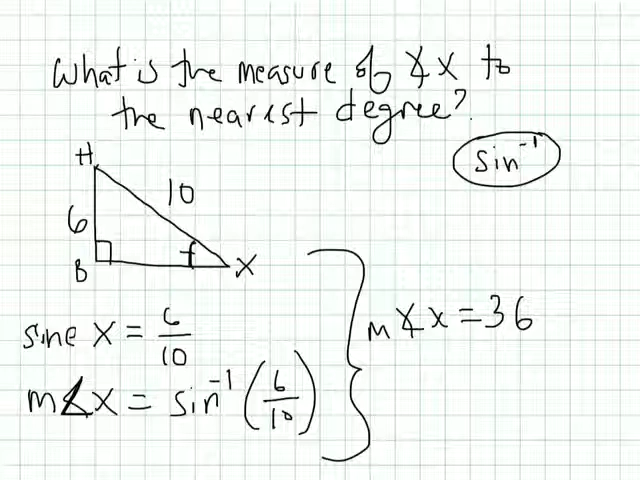 What is the measure of ∡X to
the nearest degree?
sin⁻¹
H
10
6
B
X
sine X = 6/10
m∡X = sin⁻¹(6/10)
m∡x = 36